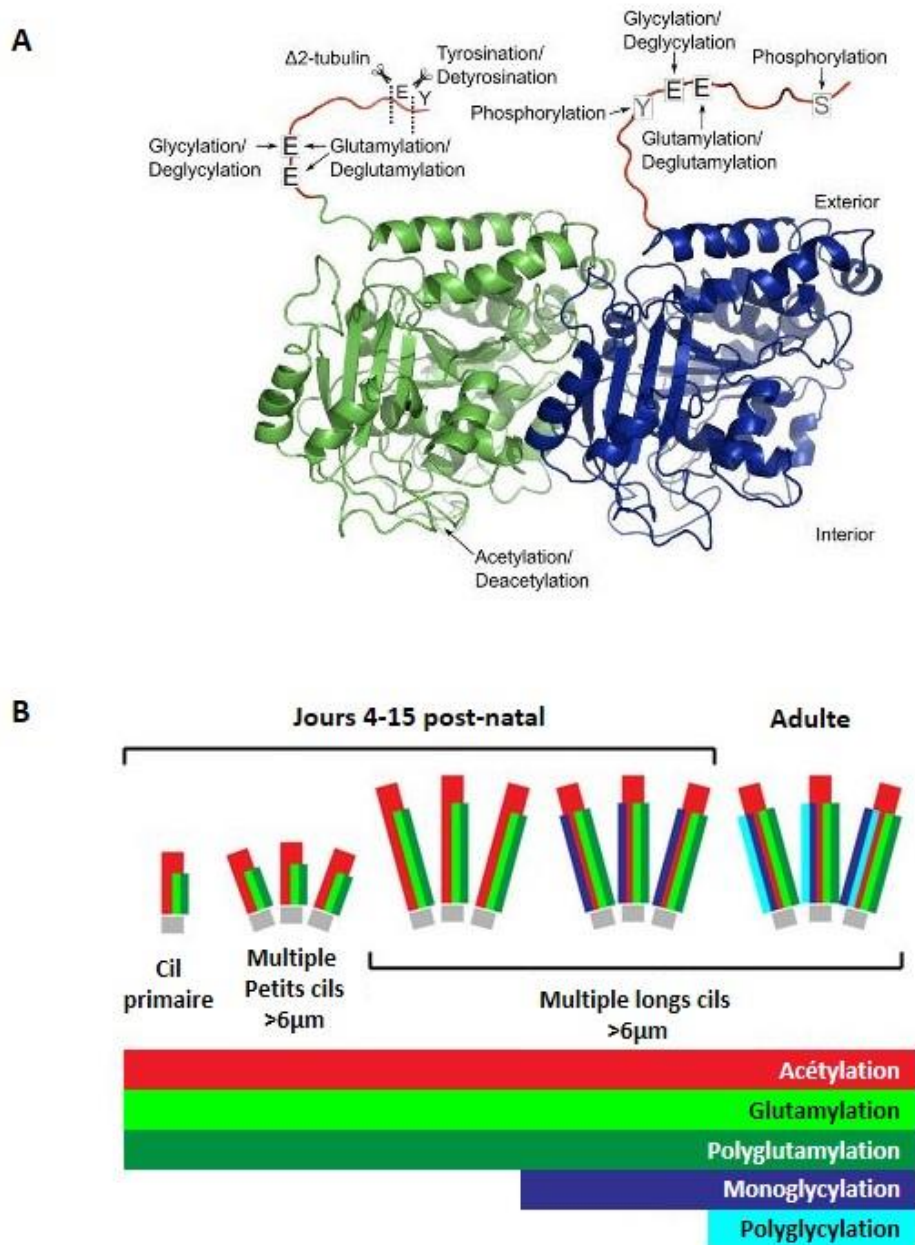 A
Δ2-tubulin
Tyrosination/
Detyrosination
E
Y
Glycylation/
Deglycylation
E
E
Glutamylation/
Deglutamylation
Glycylation/
Deglycylation
Phosphorylation
Phosphorylation
Y
E E
S
Glutamylation/
Deglutamylation
Exterior
Interior
Acetylation/
Deacetylation
B
Jours 4-15 post-natal
Adulte
Cil
primaire
Multiple
Petits cils
>6µm
Multiple longs cils
>6µm
Acétylation
Glutamylation
Polyglutamylation
Monoglycylation
Polyglycylation